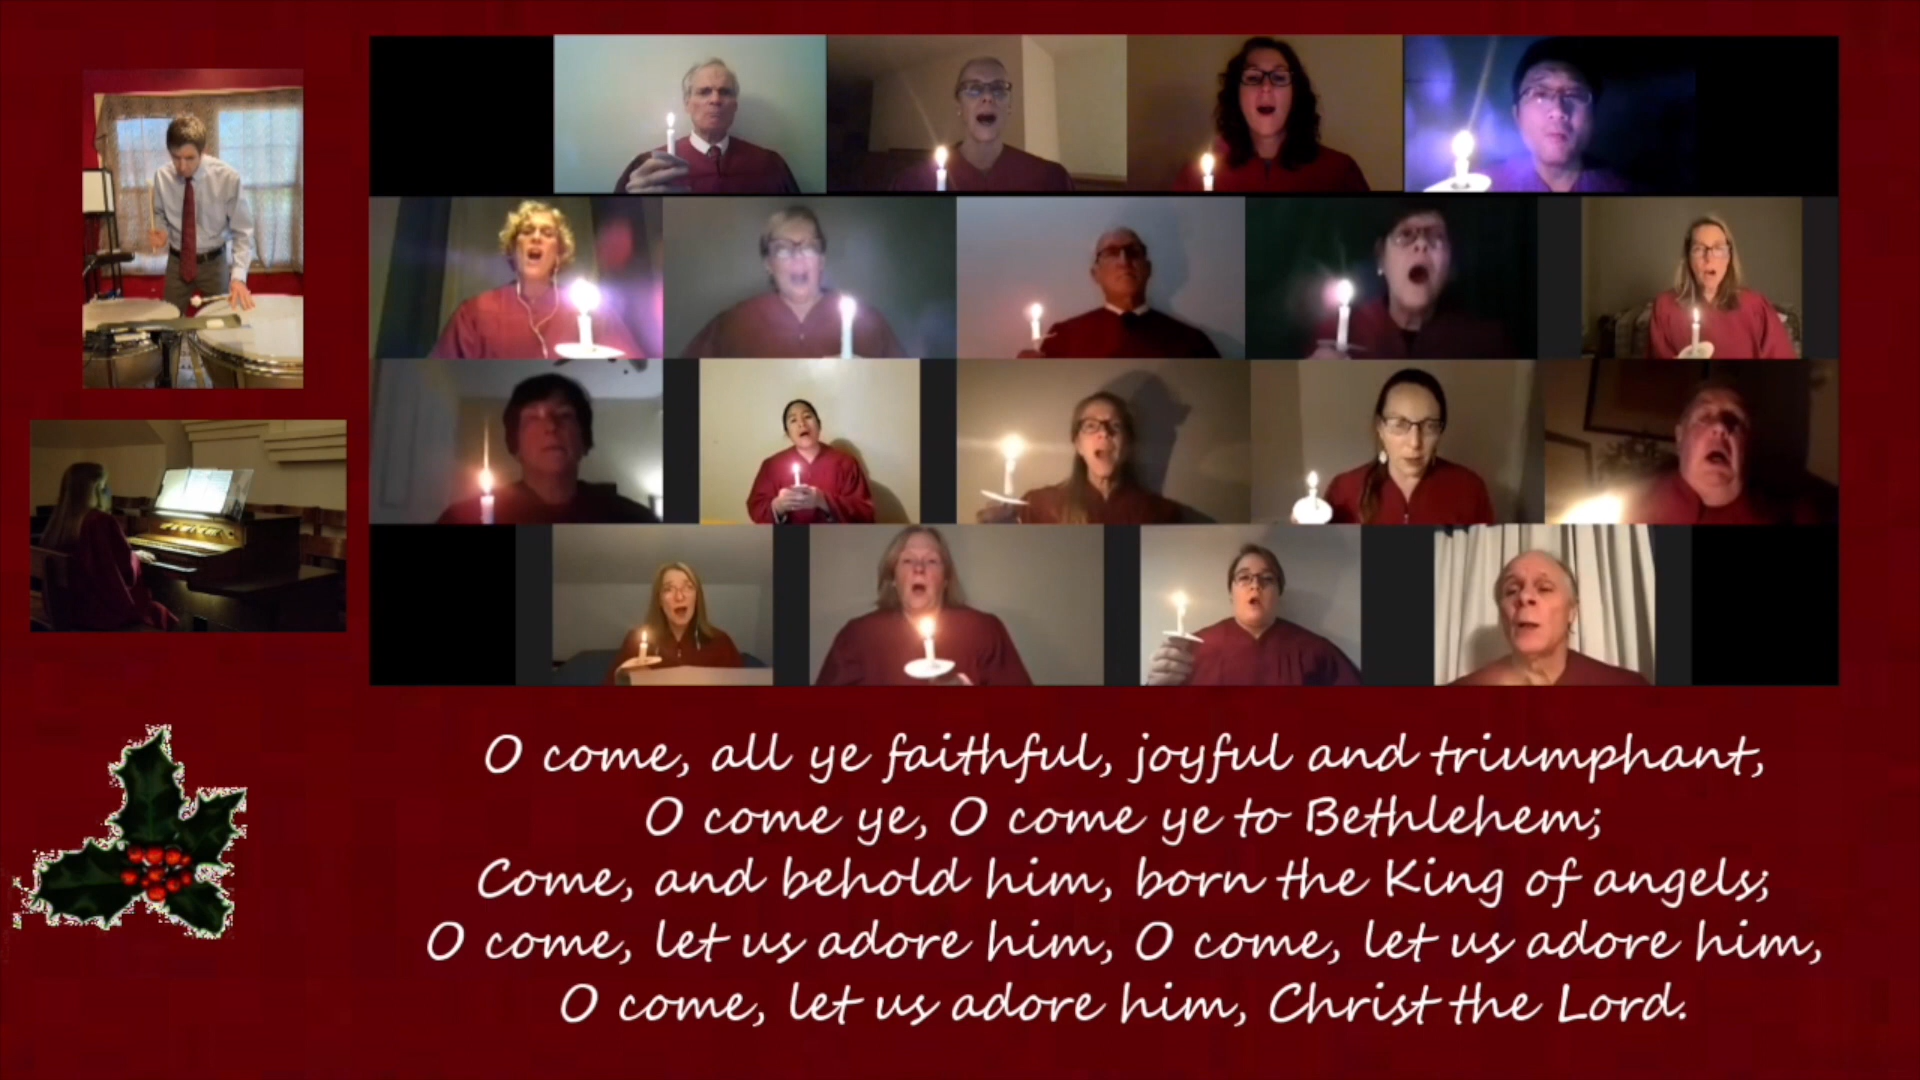 O come, all ye faithful, joyful and triumphant,
O come ye, O come ye to Bethlehem;
Come, and behold him, born the King of angels;
O come, let us adore him, O come, let us adore him,
O come, let us adore him, Christ the Lord.